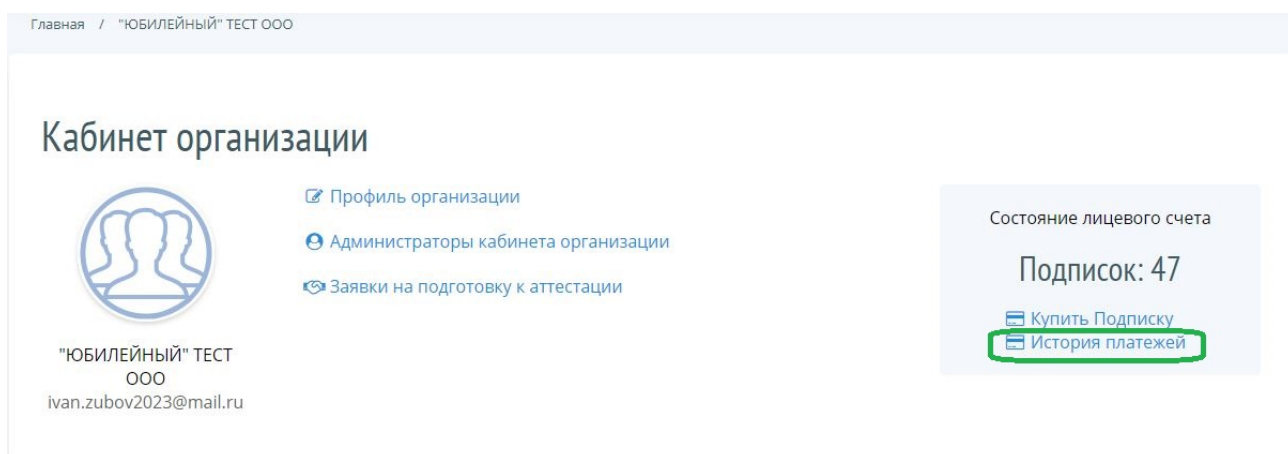 Главная / "ЮБИЛЕЙНЫЙ" ТЕСТ ООО
Кабинет организации
Профиль организации
Администраторы кабинета организации
Заявки на подготовку к аттестации
"ЮБИЛЕЙНЫЙ" ТЕСТ
ООО
ivan.zubov2023@mail.ru
Состояние лицевого счета
Подписок: 47
Купить Подписку
История платежей